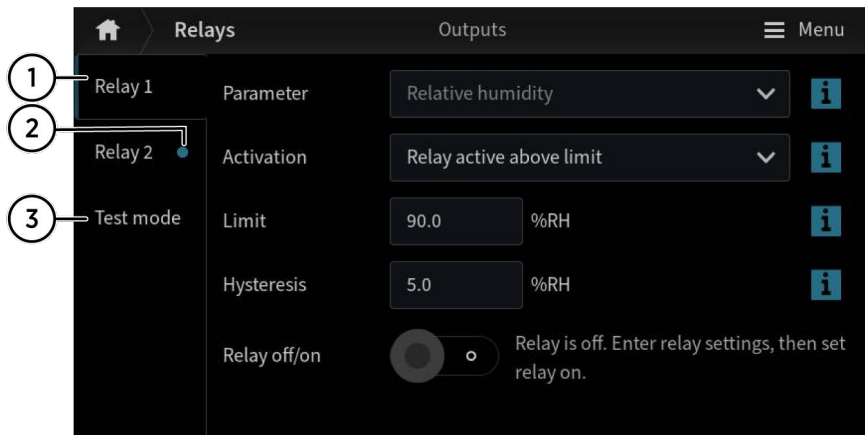 Relays
Outputs
Menu
1
Relay 1
2
Relay 2
3
Test mode
Parameter
Relative humidity
i
Activation
Relay active above limit
i
Limit
90.0
%RH
i
Hysteresis
5.0
%RH
i
Relay off/on
Relay is off. Enter relay settings, then set
relay on.